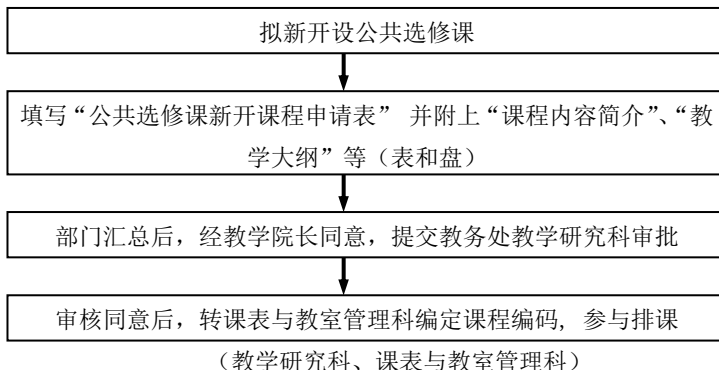 拟新开设公共选修课
填写“公共选修课新开课程申请表” 并附上“课程内容简介”、“教
学大纲”等（表和盘）
部门汇总后，经教学院长同意，提交教务处教学研究科审批
审核同意后，转课表与教室管理科编定课程编码, 参与排课
（教学研究科、课表与教室管理科）